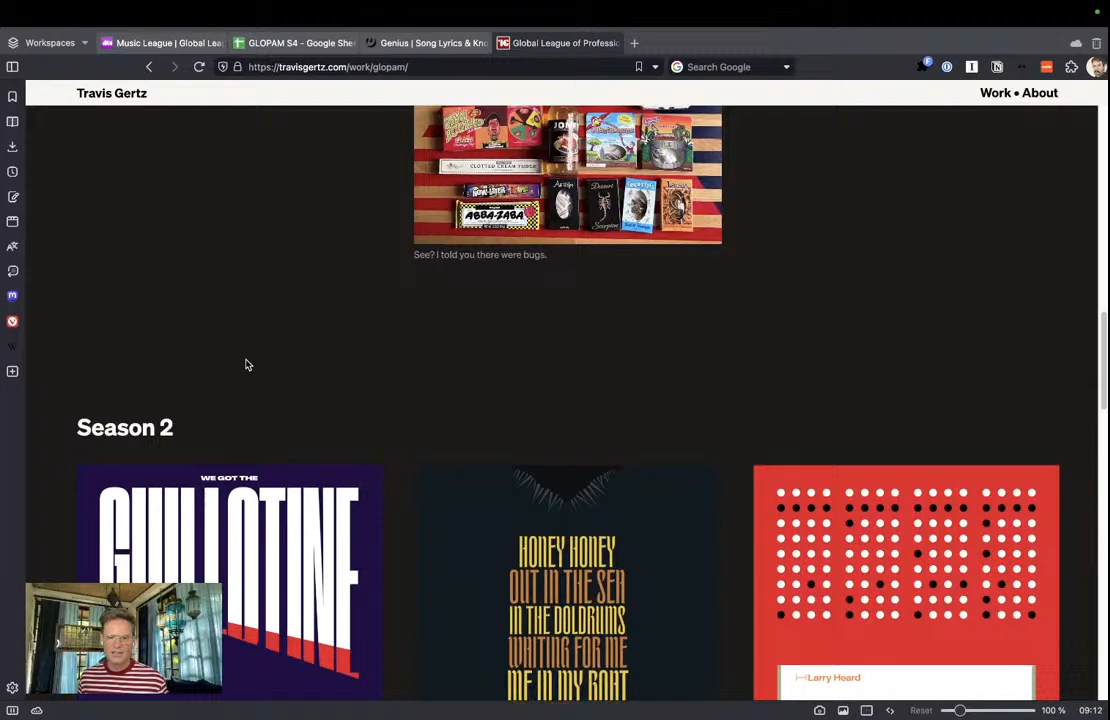 Workspaces
Music League | Global Lea
GLOPAM S4 - Google She
Genius | Song Lyrics & Kno
Global League of Professio
https://travisgertz.com/work/glopam/
Search Google
Travis Gertz
Work • About
CLOTTED CREAM FUDGE
ABBA-ZABA
Dessert
Scorpion
See? I told you there were bugs.
Season 2
WE GOT THE
GUILLOTINE
HONEY HONEY
OUT IN THE SEA
IN THE DOLDRUMS
WAITING FOR ME
ME IN MY BOAT
Larry Heard
Reset
100 %
09:12